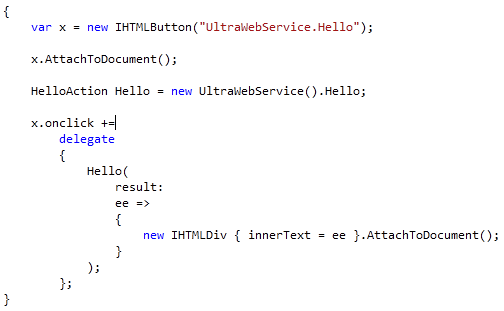 {
    var x = new IHTMLButton("UltraWebService.Hello");
    x.AttachToDocument();
    HelloAction Hello = new UltraWebService().Hello;
    x.onclick +=
        delegate
        {
            Hello(
                result:
                ee =>
                {
                    new IHTMLDiv { innerText = ee }.AttachToDocument();
                }
            );
        };
}